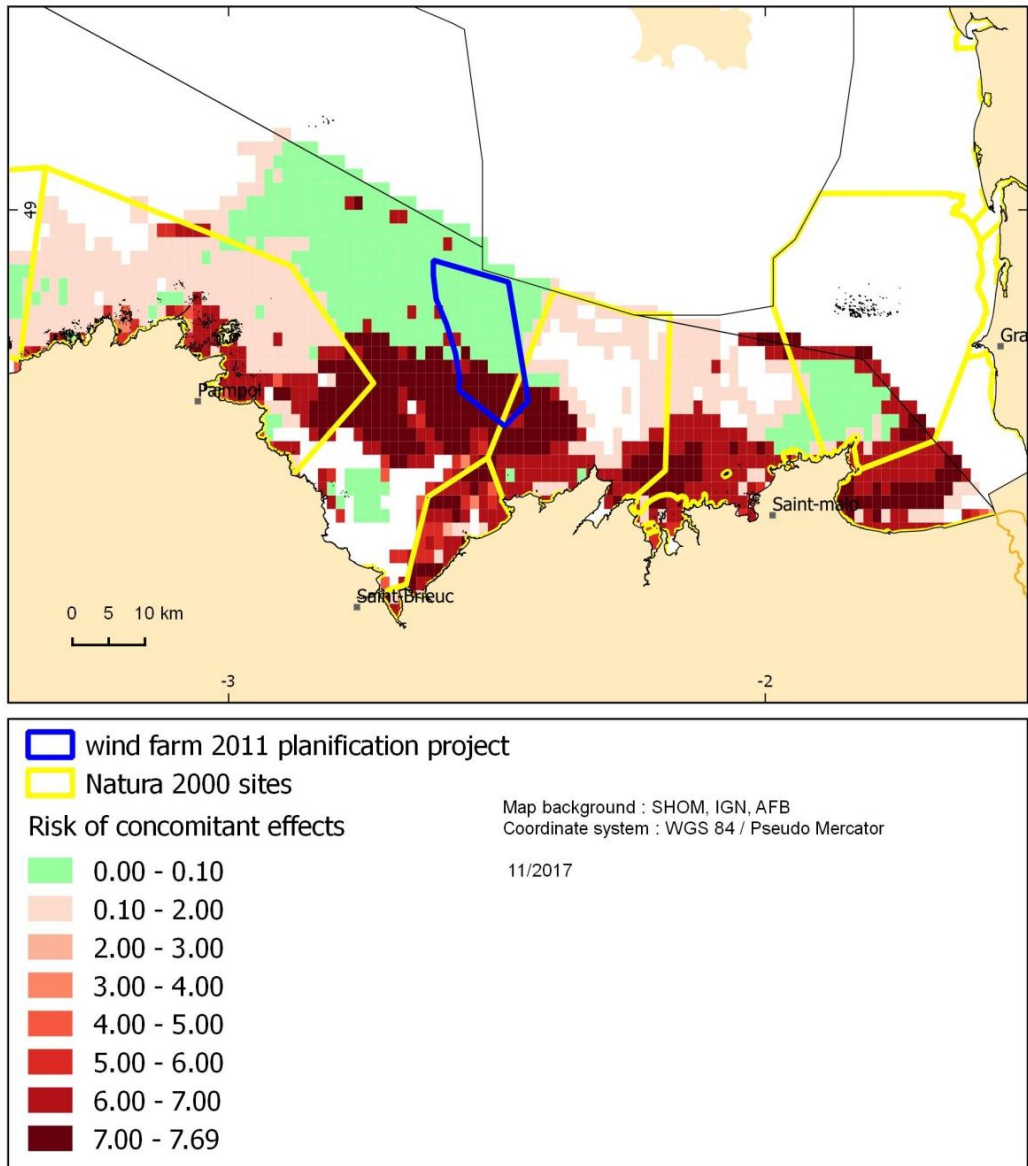 49
Gra
Paimpol
Saint-malo
Saint-Brieuc
0 5 10 km
-3
-2
wind farm 2011 planification project
Natura 2000 sites
Risk of concomitant effects
0.00 - 0.10
0.10 - 2.00
2.00 - 3.00
3.00 - 4.00
4.00 - 5.00
5.00 - 6.00
6.00 - 7.00
7.00 - 7.69
Map background : SHOM, IGN, AFB
Coordinate system : WGS 84 / Pseudo Mercator
11/2017